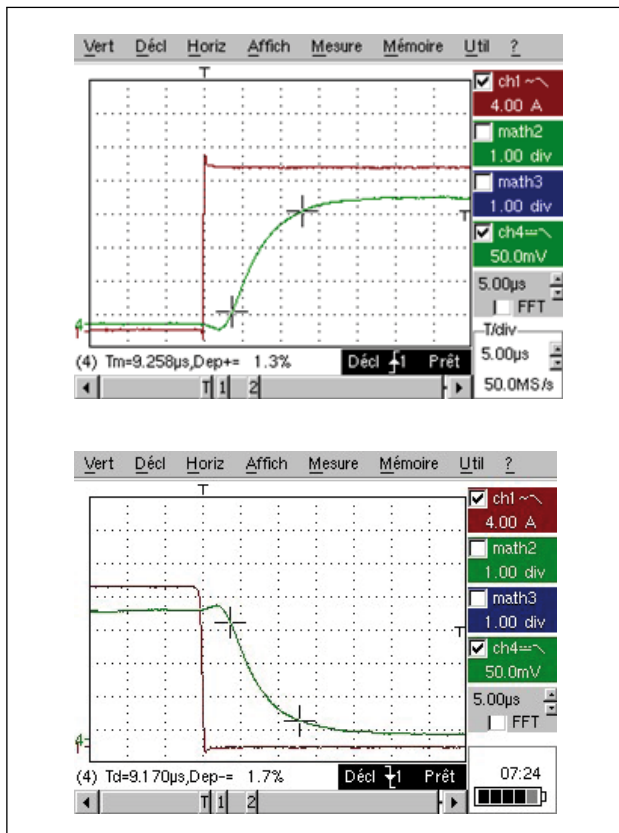 Vert Décl Horiz Affich Mesure Mémoire Util ?
T
ch1
4.00 A
math2
1.00 div
math3
1.00 div
ch4
50.0mV
5.00µs
FFT
T/div
5.00µs
50.0MS/s
T
4
(4) Tm=9.258µs,Dep+= 1.3% Décl 1 Prêt
T 1 2
Vert Décl Horiz Affich Mesure Mémoire Util ?
T
ch1
4.00 A
math2
1.00 div
math3
1.00 div
ch4
50.0mV
5.00µs
FFT
T
4
(4) Td=9.170µs,Dep-= 1.7% Décl 1 Prêt
07:24
T 1 2